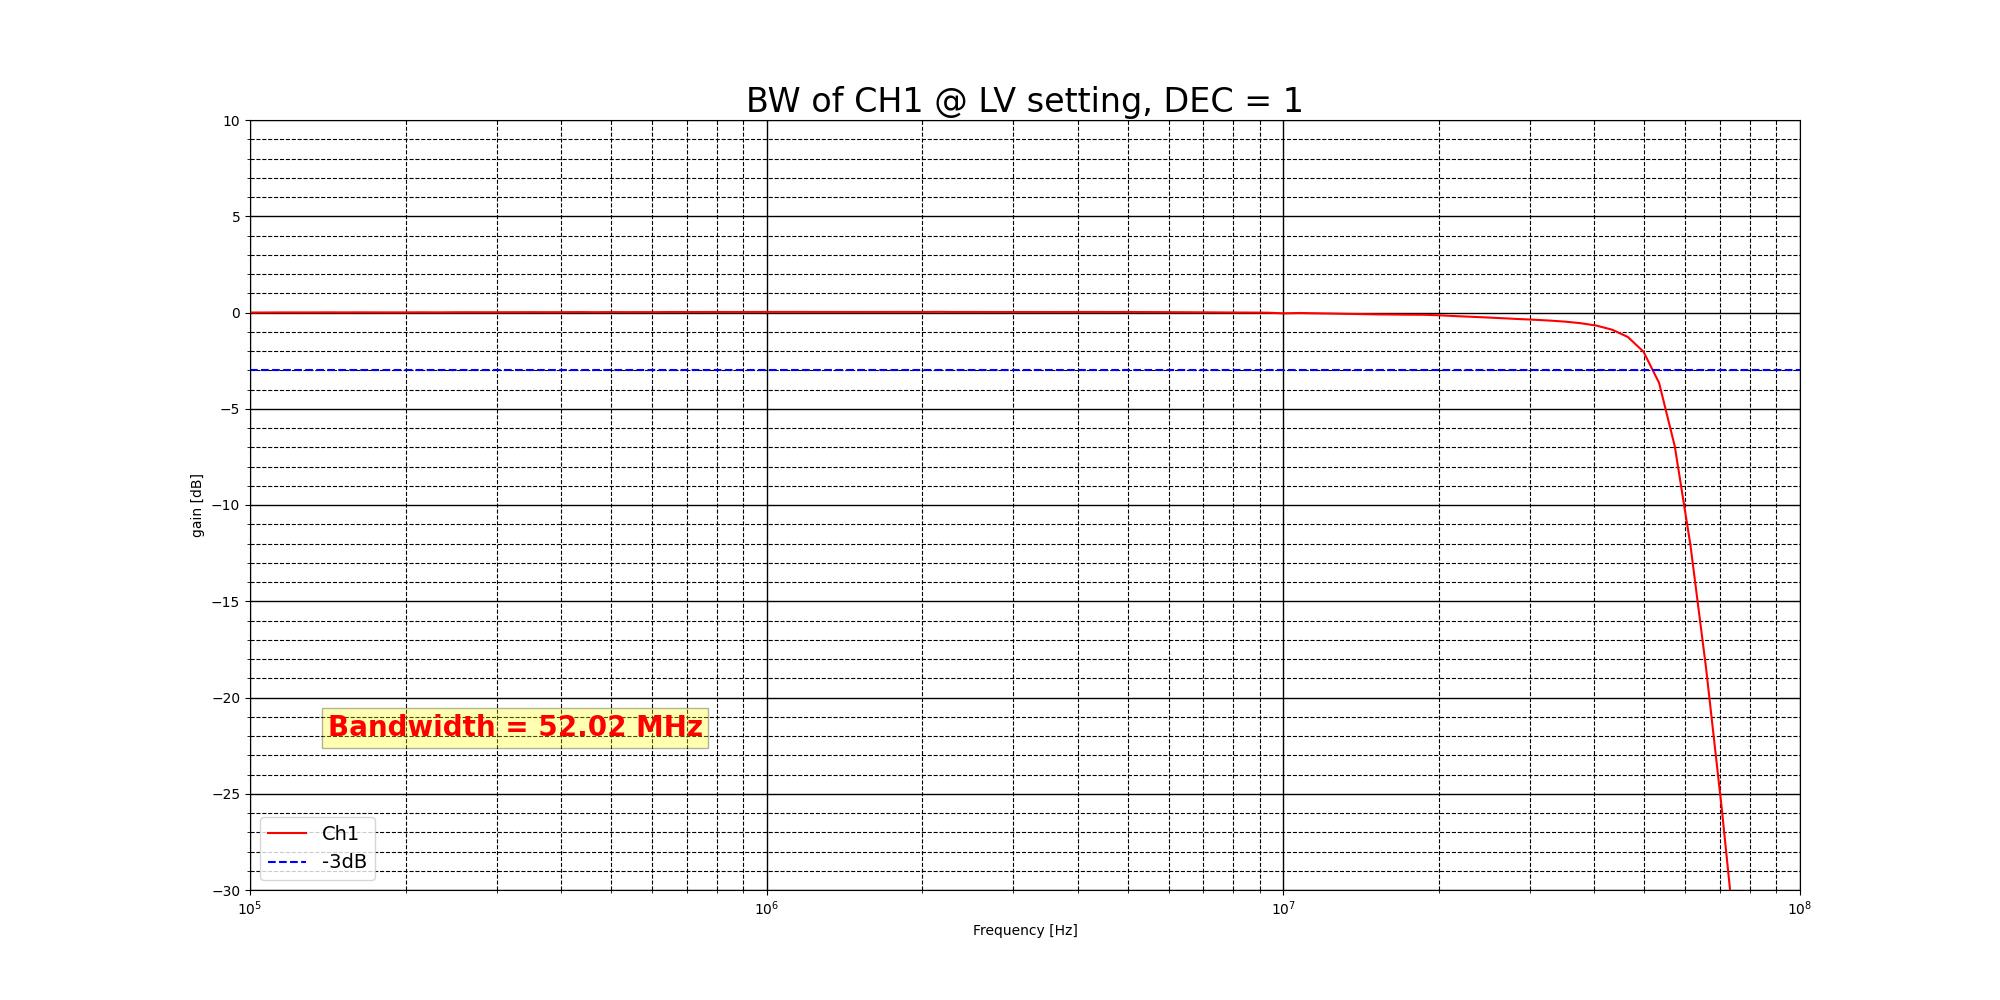 BW of CH1 @ LV setting, DEC = 1
10
5
0
−5
−10
−15
−20
−25
−30
gain [dB]
Bandwidth = 52.02 MHz
Ch1
-3dB
10⁵
10⁶
10⁷
10⁸
Frequency [Hz]